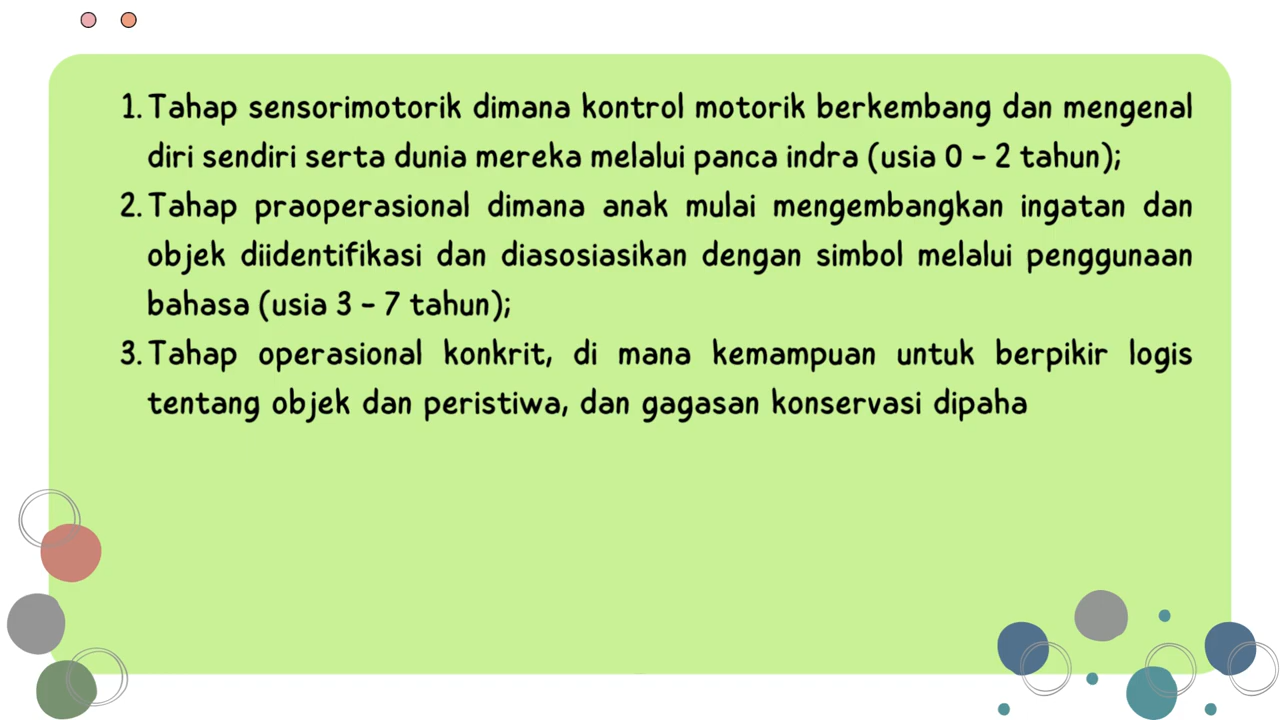 1. Tahap sensorimotorik dimana kontrol motorik berkembang dan mengenal
diri sendiri serta dunia mereka melalui panca indra (usia 0 - 2 tahun);
2. Tahap praoperasional dimana anak mulai mengembangkan ingatan dan
objek diidentifikasi dan diasosiasikan dengan simbol melalui penggunaan
bahasa (usia 3 - 7 tahun);
3. Tahap operasional konkrit, di mana kemampuan untuk berpikir logis
tentang objek dan peristiwa, dan gagasan konservasi dipaha